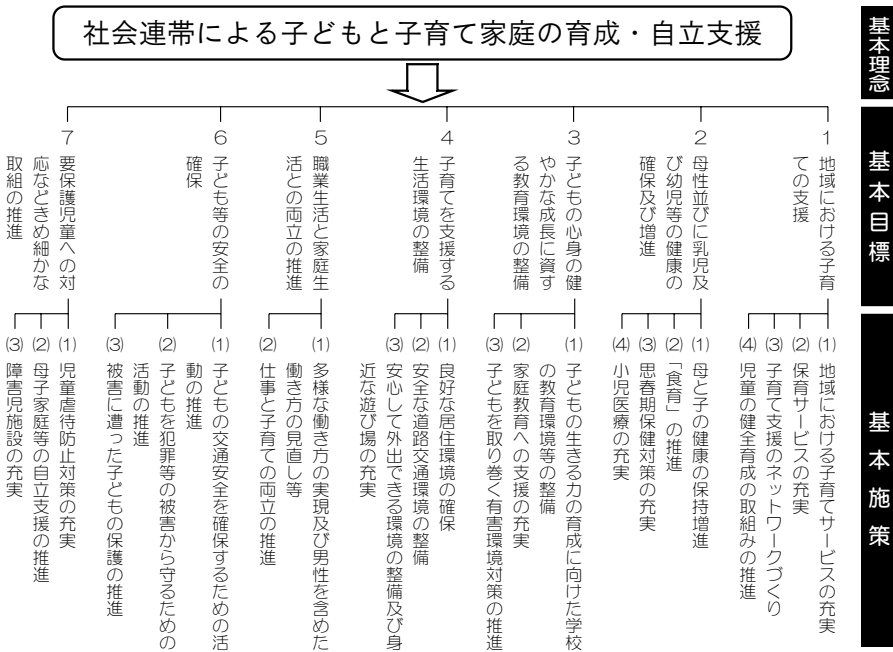 社会連帯による子どもと子育て家庭の育成・自立支援
基本理念
基本目標
1
地域における子育
ての支援
2
母性並びに乳児及
び幼児等の健康の
確保及び増進
3
子どもの心身の健
やかな成長に資す
る教育環境の整備
4
子育てを支援する
生活環境の整備
5
職業生活と家庭生
活との両立の推進
6
子ども等の安全の
確保
7
要保護児童への対
応などきめ細かな
取組の推進
基本施策
(1) 地域における子育てサービスの充実
(2) 保育サービスの充実
(3) 子育て支援のネットワークづくり
(4) 児童の健全育成の取組みの推進
(1) 母と子の健康の保持増進
(2) 「食育」の推進
(3) 思春期保健対策の充実
(4) 小児医療の充実
(1) 子どもの生きる力の育成に向けた学校
の教育環境等の整備
(2) 家庭教育への支援の充実
(3) 子どもを取り巻く有害環境対策の推進
(1) 良好な居住環境の確保
(2) 安全な道路交通環境の整備
(3) 安心して外出できる環境の整備及び身
近な遊び場の充実
(1) 多様な働き方の実現及び男性を含めた
働き方の見直し等
(2) 仕事と子育ての両立の推進
(1) 子どもの交通安全を確保するための活
動の推進
(2) 子どもを犯罪等の被害から守るための
活動の推進
(3) 被害に遭った子どもの保護の推進
(1) 児童虐待防止対策の充実
(2) 母子家庭等の自立支援の推進
(3) 障害児施設の充実